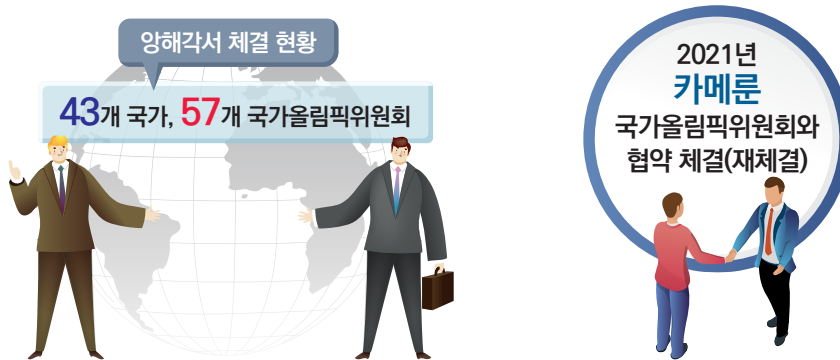 양해각서 체결 현황
43개 국가, 57개 국가올림픽위원회
2021년
카메룬
국가올림픽위원회와
협약 체결(재체결)